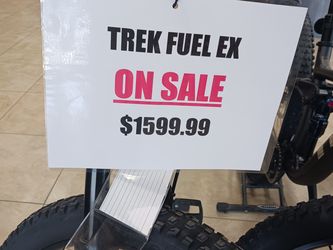 TREK FUEL EX
ON SALE
$1599.99